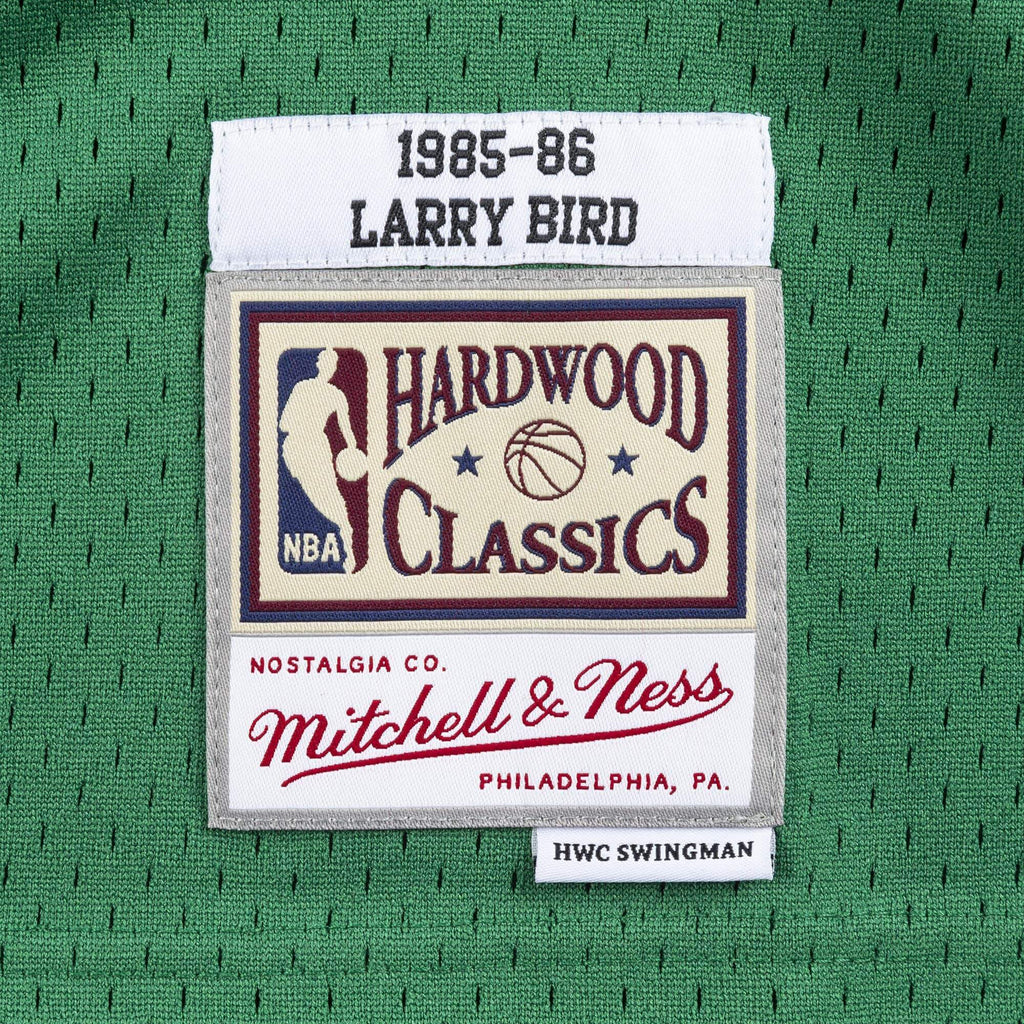 1985-86
LARRY BIRD
HARDWOOD
CLASSICS
NBA
NOSTALGIA CO.
Mitchell & Ness
PHILADELPHIA, PA.
HWC SWINGMAN